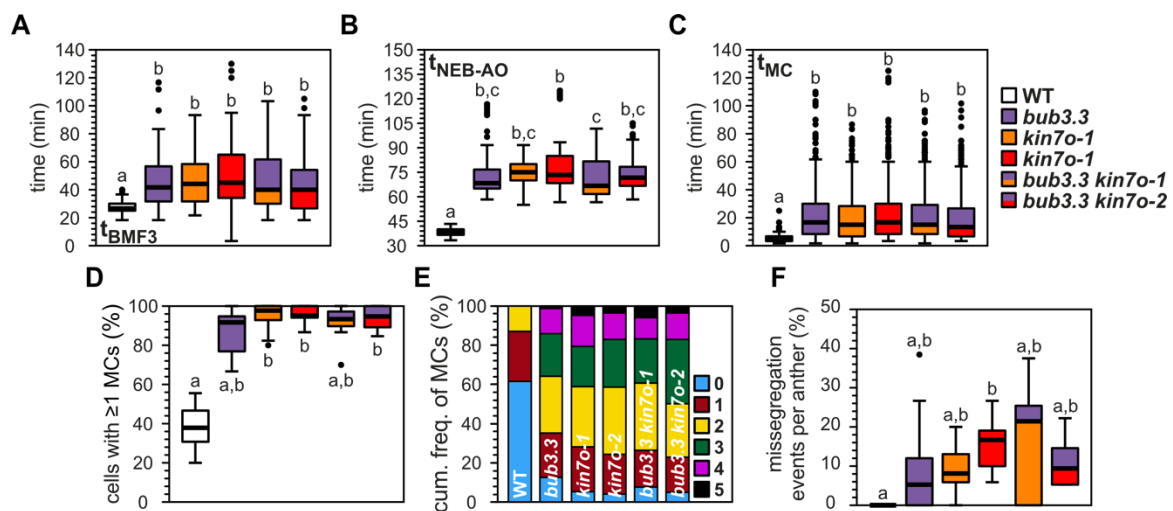 A
time (min)
140
120
100
80
60
40
20
0
a
b
b
b
b
b
tBMF3
B
time (min)
150
135
120
105
90
75
60
45
30
tNEB-AO
a
b,c
b,c
b
c
b,c
C
time (min)
140
120
100
80
60
40
20
0
tMC
a
b
b
b
b
b
WT
bub3.3
kin7o-1
kin7o-1
bub3.3 kin7o-1
bub3.3 kin7o-2
D
cells with ≥1 MCs (%)
100
80
60
40
20
0
a
a,b
b
b
a,b
b
E
cum. freq. of MCs (%)
100
80
60
40
20
0
WT
bub3.3
kin7o-1
kin7o-2
bub3.3 kin7o-1
bub3.3 kin7o-2
0
1
2
3
4
5
F
missegregation
events per anther (%)
50
40
30
20
10
0
a
a,b
a,b
b
a,b
a,b